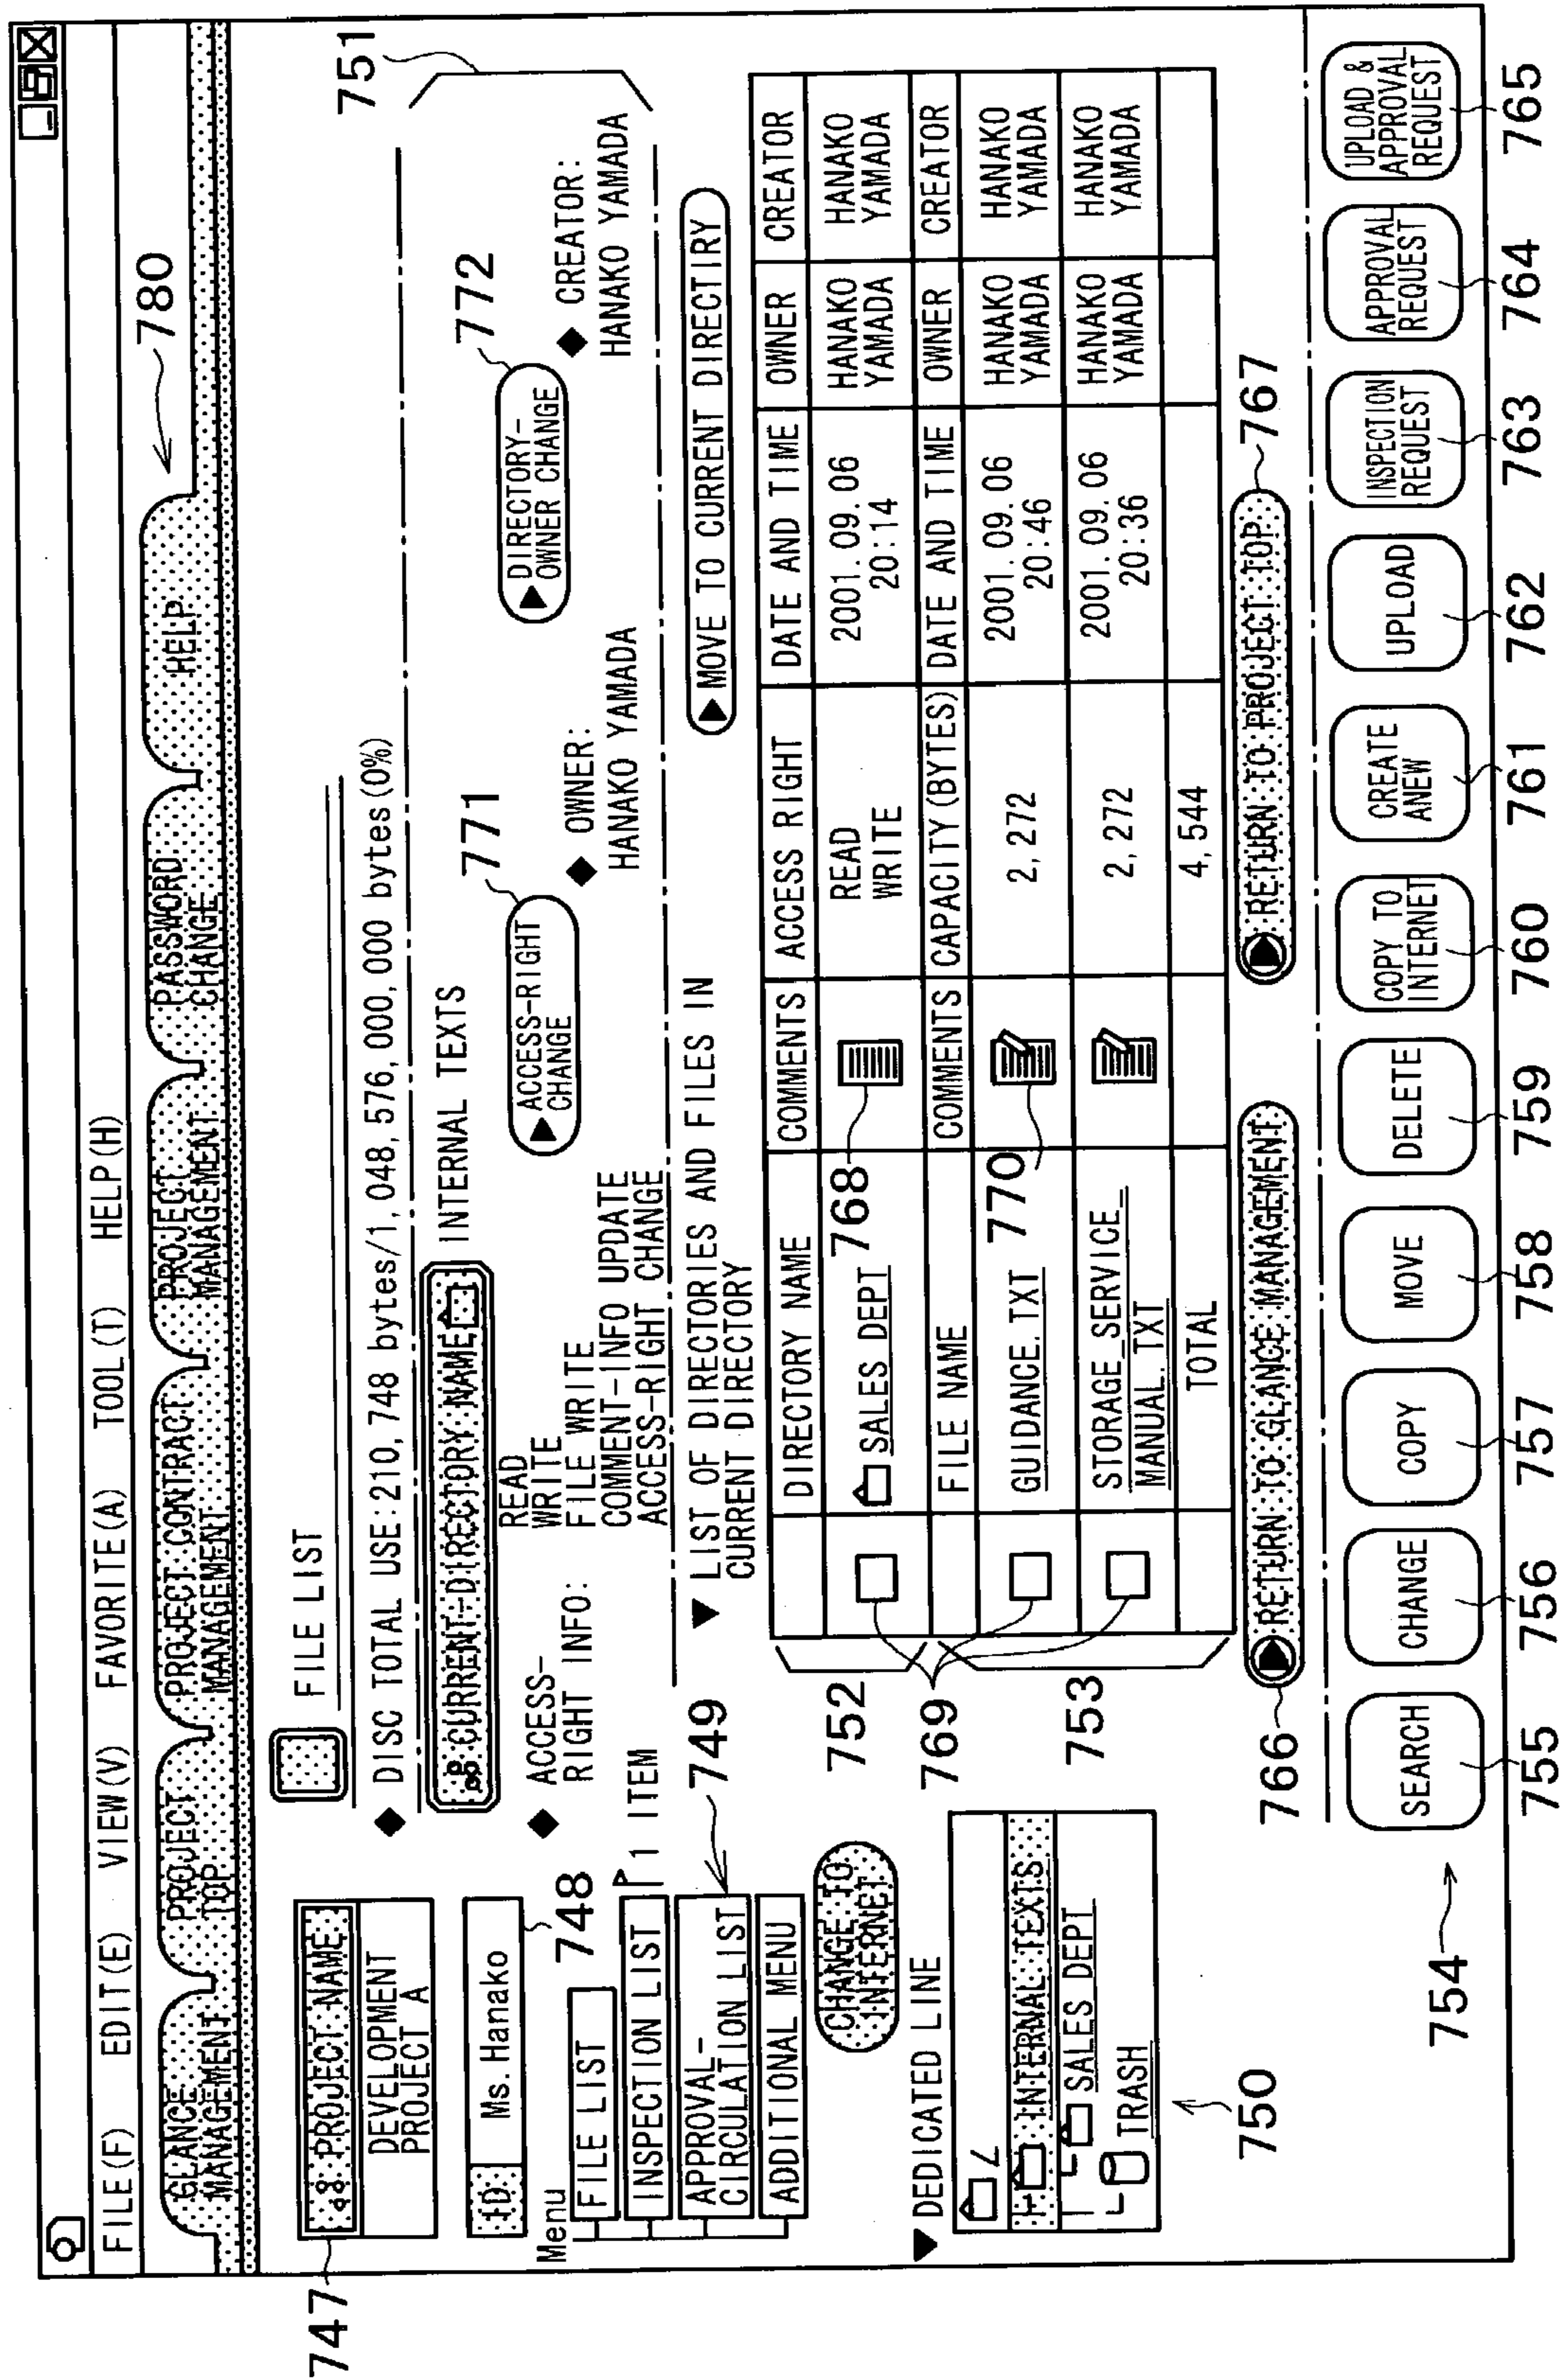 FILE(F) EDIT(E) VIEW(V) FAVORITE(A) TOOL(T) HELP(H)
GLANCE
MANAGEMENT
PROJECT
TOP
PROJECT CONTRACT
MANAGEMENT
PROJECT
MANAGEMENT
PASSWORD
CHANGE
HELP
780
747
PROJECT NAME
DEVELOPMENT
PROJECT A
ID Ms. Hanako
748
Menu
FILE LIST
INSPECTION LIST
1 ITEM
APPROVAL-
CIRCULATION LIST
749
ADDITIONAL MENU
CHANGE TO
INTERNET
▼ DEDICATED LINE
/
INTERNAL TEXTS
SALES DEPT
TRASH
750
FILE LIST
◆ DISC TOTAL USE:210,748 bytes/1,048,576,000,000 bytes(0%)
751
CURRENT-DIRECTORY NAME
INTERNAL TEXTS
◆ ACCESS-
RIGHT INFO:
READ
WRITE
FILE WRITE
COMMENT-INFO UPDATE
ACCESS-RIGHT CHANGE
▶ ACCESS-RIGHT
CHANGE
771
◆ OWNER:
HANAKO YAMADA
▶ DIRECTORY-
OWNER CHANGE
772
◆ CREATOR:
HANAKO YAMADA
▼ LIST OF DIRECTORIES AND FILES IN
CURRENT DIRECTORY
▶ MOVE TO CURRENT DIRECTIRY
DIRECTORY NAME COMMENTS ACCESS RIGHT DATE AND TIME OWNER CREATOR
SALES DEPT 768 READ 2001.09.06 HANAKO HANAKO
WRITE 20:14 YAMADA YAMADA
FILE NAME COMMENTS CAPACITY(BYTES) DATE AND TIME OWNER CREATOR
GUIDANCE.TXT 770 2,272 2001.09.06 HANAKO HANAKO
20:46 YAMADA YAMADA
STORAGE_SERVICE_ 2,272 2001.09.06 HANAKO HANAKO
MANUAL.TXT 20:36 YAMADA YAMADA
TOTAL 4,544
752
769
753
766
RETURN TO GLANCE MANAGEMENT
RETURN TO PROJECT TOP
767
754
SEARCH
CHANGE
COPY
MOVE
DELETE
COPY TO
INTERNET
CREATE
ANEW
UPLOAD
INSPECTION
REQUEST
APPROVAL
REQUEST
UPLOAD &
APPROVAL
REQUEST
755 756 757 758 759 760 761 762 763 764 765